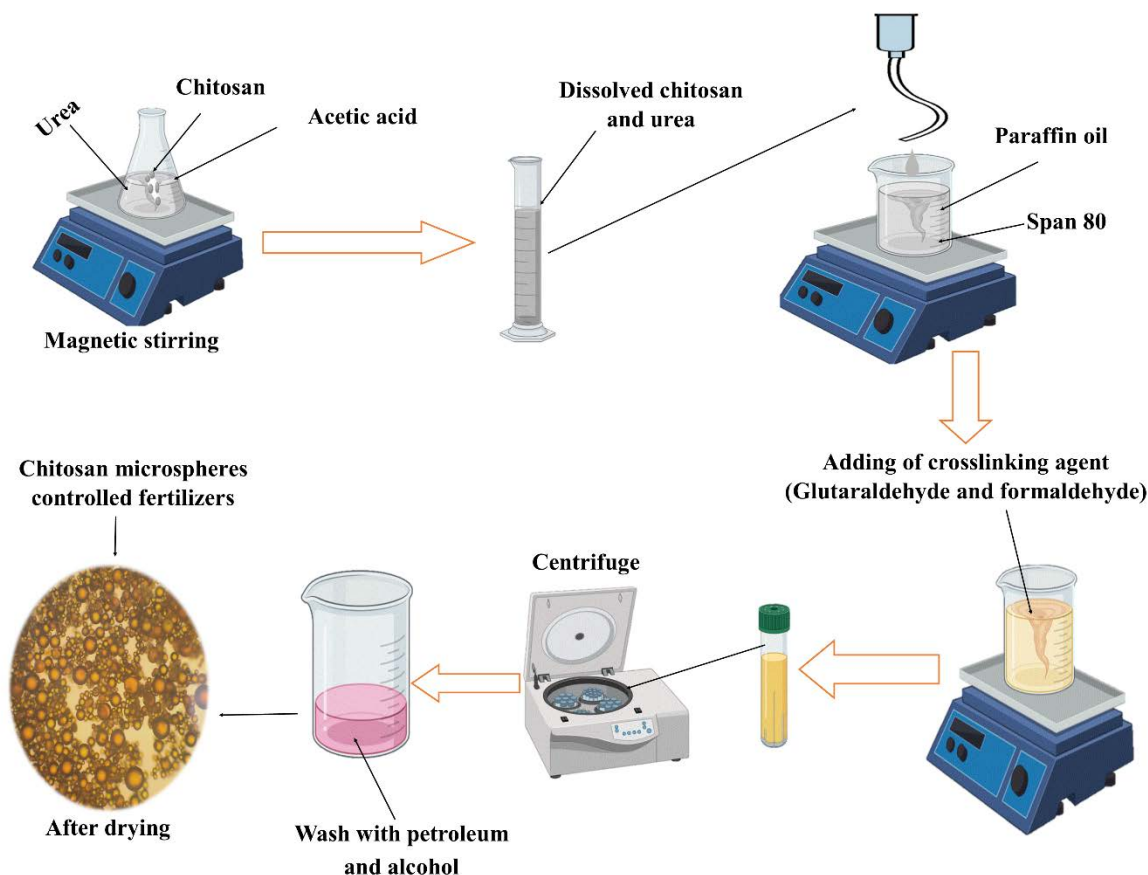 Urea
Chitosan
Acetic acid
Magnetic stirring
Dissolved chitosan
and urea
Paraffin oil
Span 80
Adding of crosslinking agent
(Glutaraldehyde and formaldehyde)
Centrifuge
Wash with petroleum
and alcohol
Chitosan microspheres
controlled fertilizers
After drying